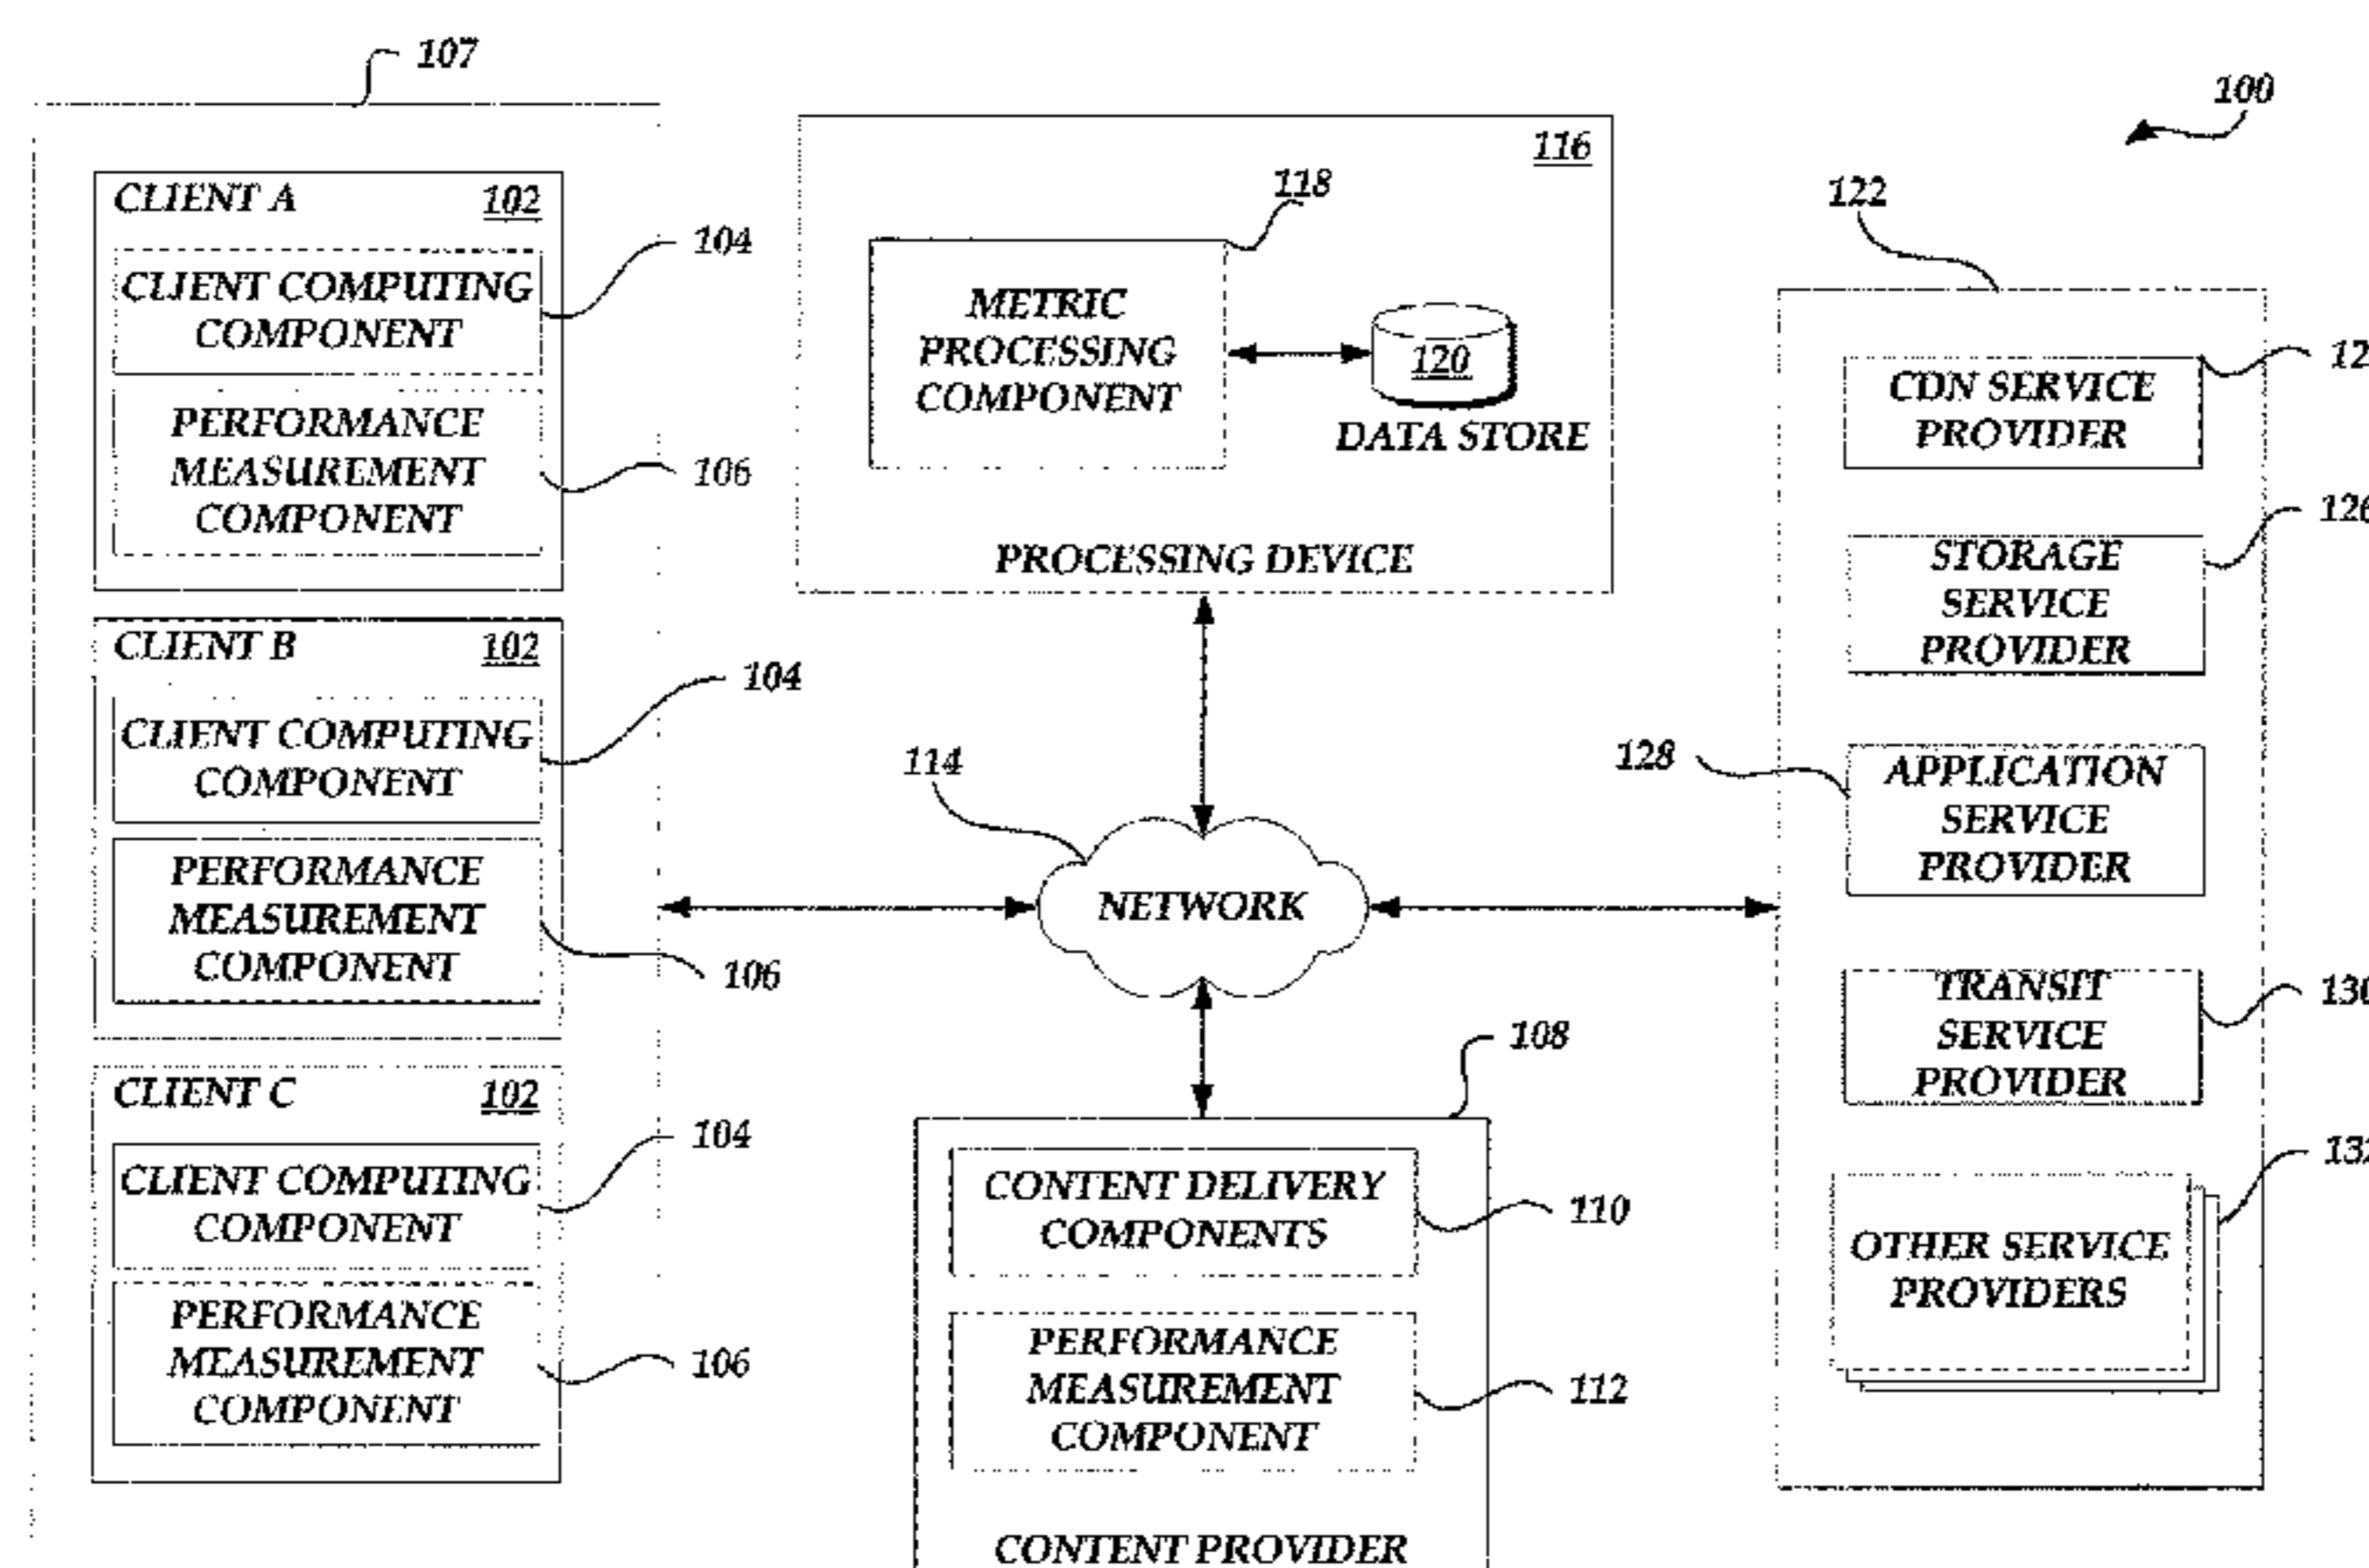 107
100
CLIENT A 102
CLIENT COMPUTING
COMPONENT
104
PERFORMANCE
MEASUREMENT
COMPONENT
106
CLIENT B 102
CLIENT COMPUTING
COMPONENT
104
PERFORMANCE
MEASUREMENT
COMPONENT
106
CLIENT C 102
CLIENT COMPUTING
COMPONENT
104
PERFORMANCE
MEASUREMENT
COMPONENT
106
116
118
METRIC
PROCESSING
COMPONENT
120
DATA STORE
PROCESSING DEVICE
114
NETWORK
108
CONTENT DELIVERY
COMPONENTS
110
PERFORMANCE
MEASUREMENT
COMPONENT
112
CONTENT PROVIDER
122
CDN SERVICE
PROVIDER
STORAGE
SERVICE
PROVIDER
126
128
APPLICATION
SERVICE
PROVIDER
TRANSIT
SERVICE
PROVIDER
130
OTHER SERVICE
PROVIDERS
132